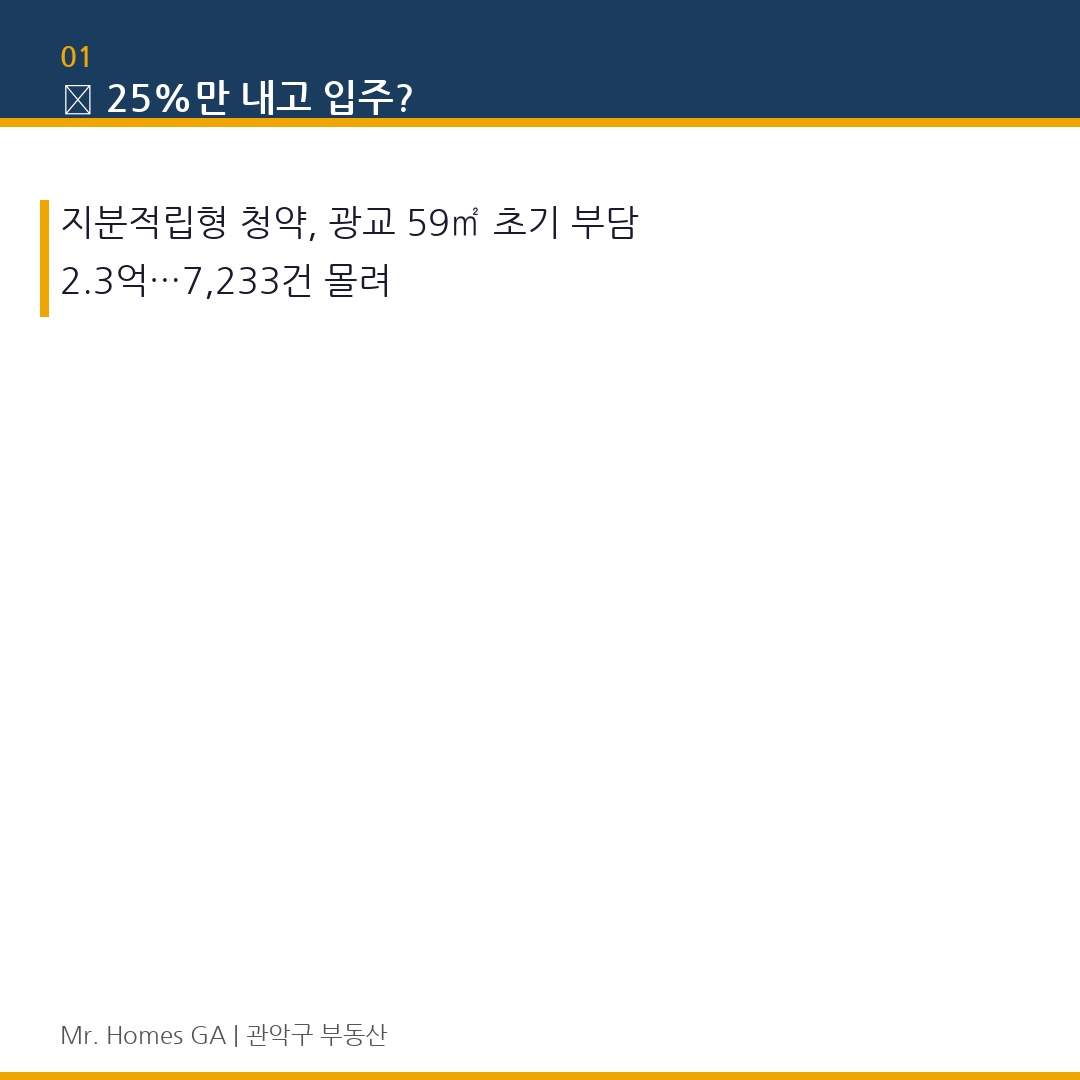 01
25%만 내고 입주?
지분적립형 청약, 광교 59㎡ 초기 부담
2.3억…7,233건 몰려
Mr. Homes GA | 관악구 부동산